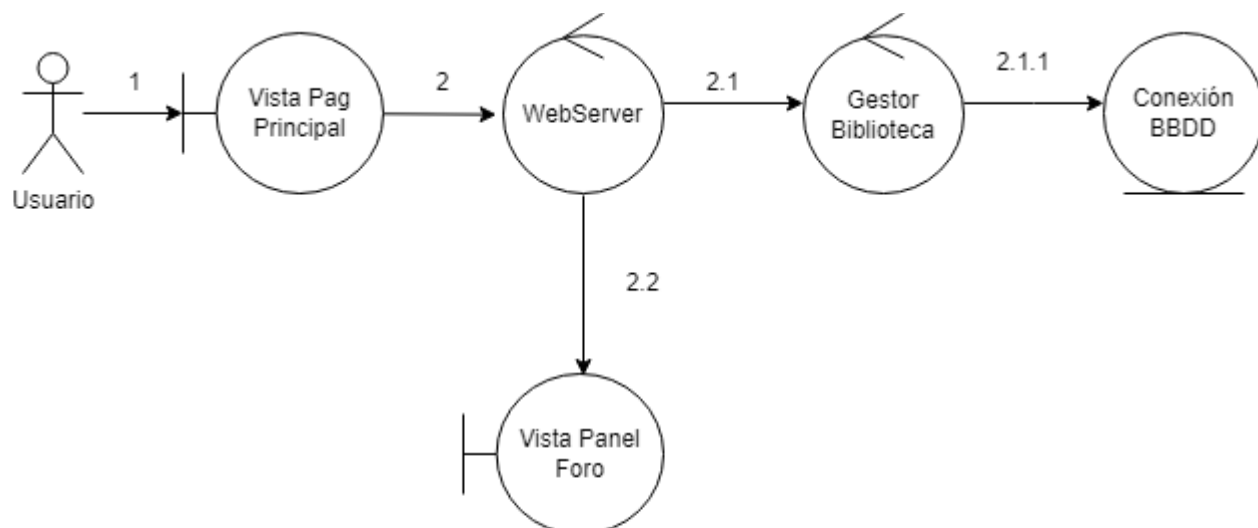 1
2
2.1
2.1.1
Usuario
Vista Pag
Principal
WebServer
Gestor
Biblioteca
Conexión
BBDD
2.2
Vista Panel
Foro